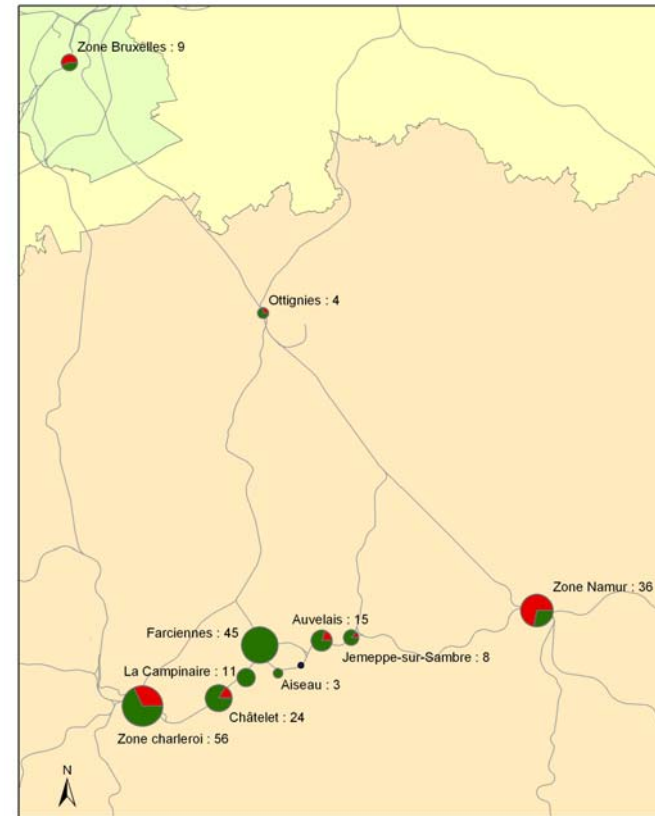 Zone Bruxelles : 9
Ottignies : 4
Zone Namur : 36
Auvelais : 15
Farciennes : 45
Jemeppe-sur-Sambre : 8
La Campinaire : 11
Aiseau : 3
Châtelet : 24
Zone charleroi : 56
N